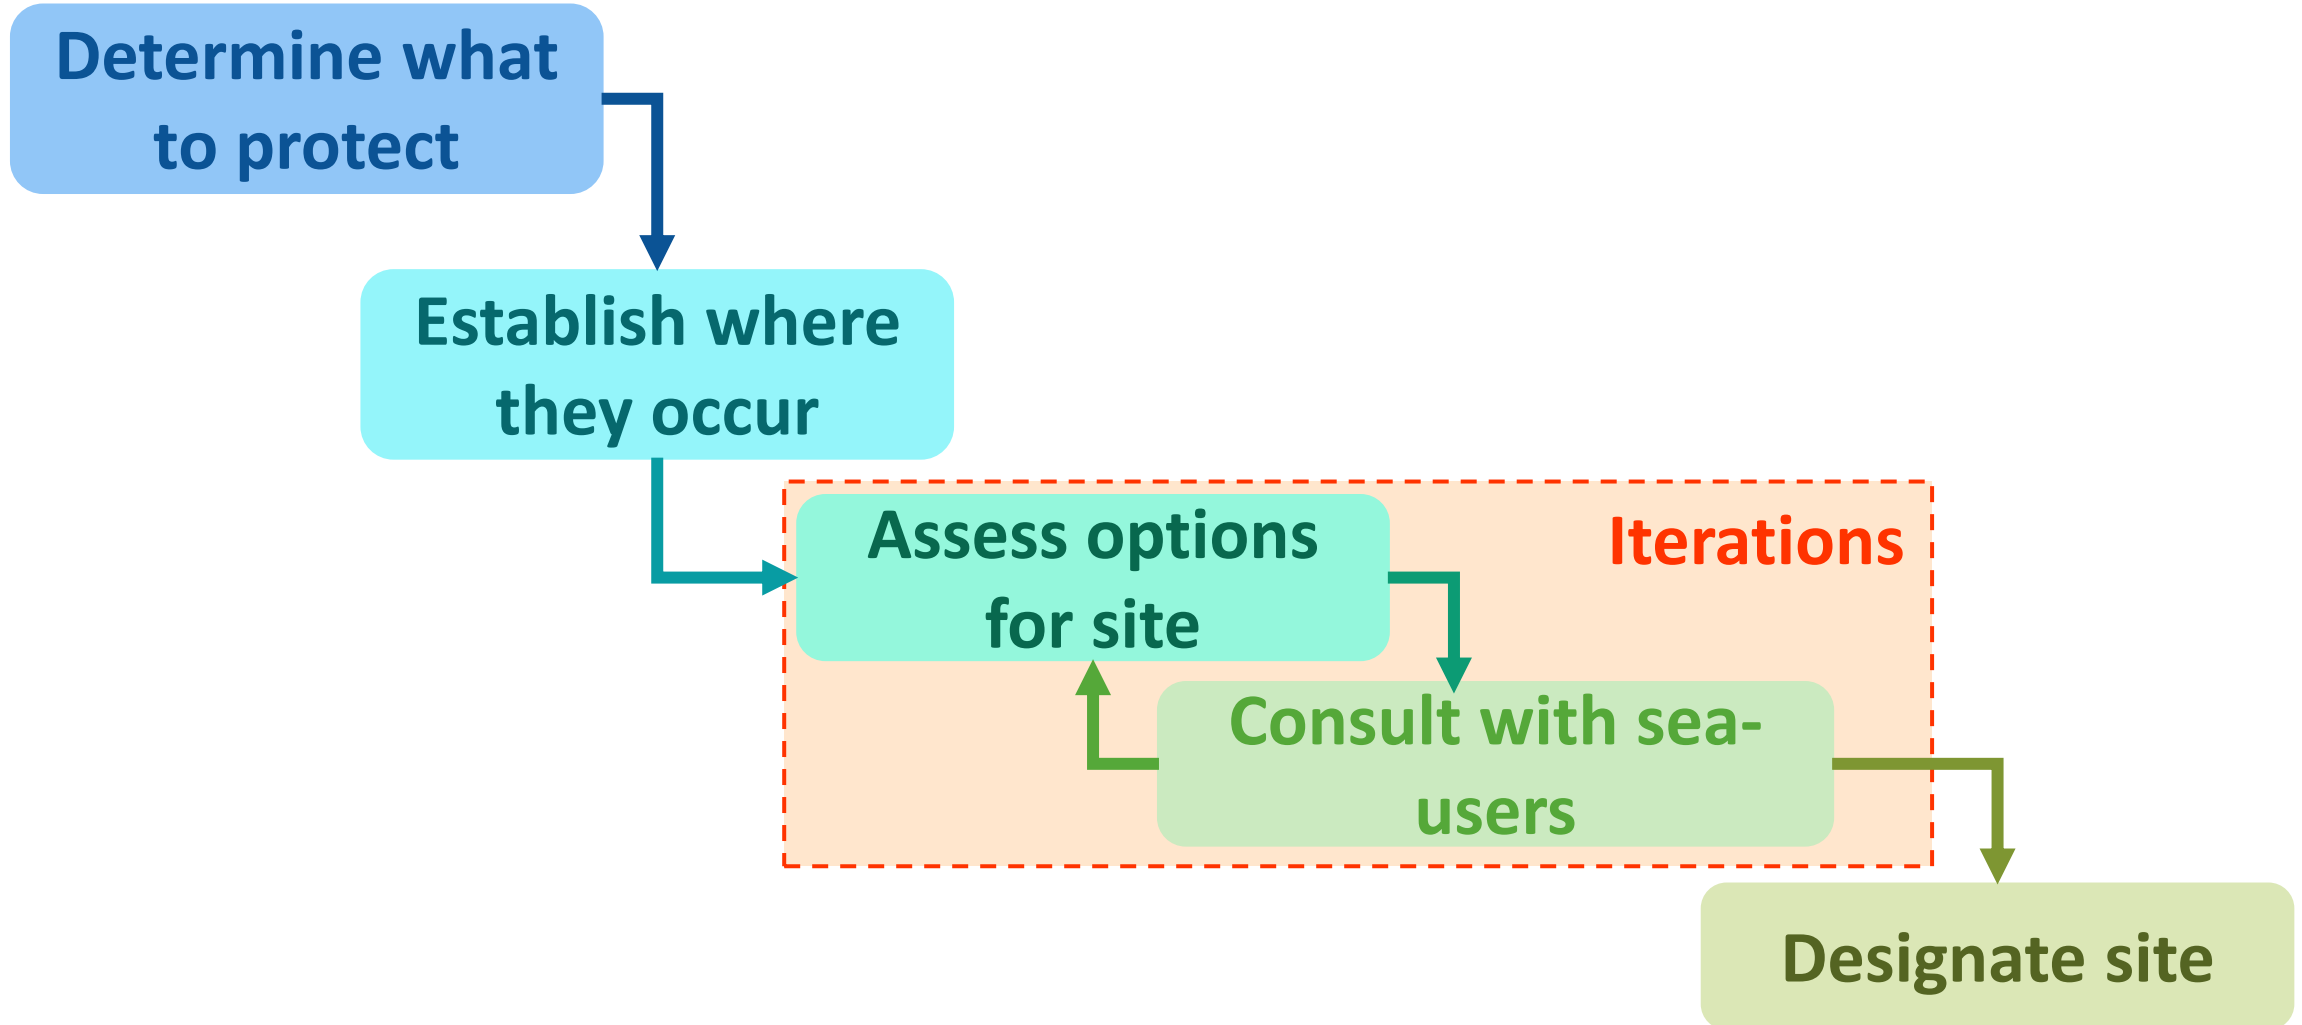 Determine what
to protect
Establish where
they occur
Assess options
for site
Iterations
Consult with sea-
users
Designate site